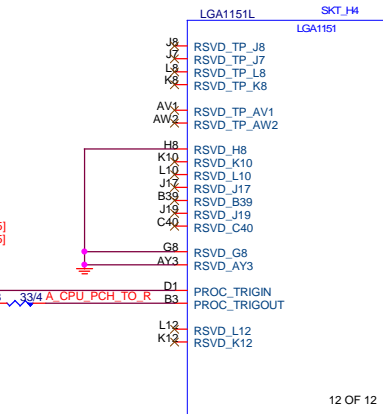 LGA1151L SKT_H4
LGA1151
J8 RSVD_TP_J8
J7 RSVD_TP_J7
L8 RSVD_TP_L8
K8 RSVD_TP_K8
AV1 RSVD_TP_AV1
AW2 RSVD_TP_AW2
H8 RSVD_H8
K10 RSVD_K10
L10 RSVD_L10
J17 RSVD_J17
B39 RSVD_B39
J19 RSVD_J19
C40 RSVD_C40
5]
5]
G8 RSVD_G8
AY3 RSVD_AY3
D1 PROC_TRIGIN
33/4 A_CPU_PCH_TO_R B3 PROC_TRIGOUT
L12 RSVD_L12
K12 RSVD_K12
12 OF 12